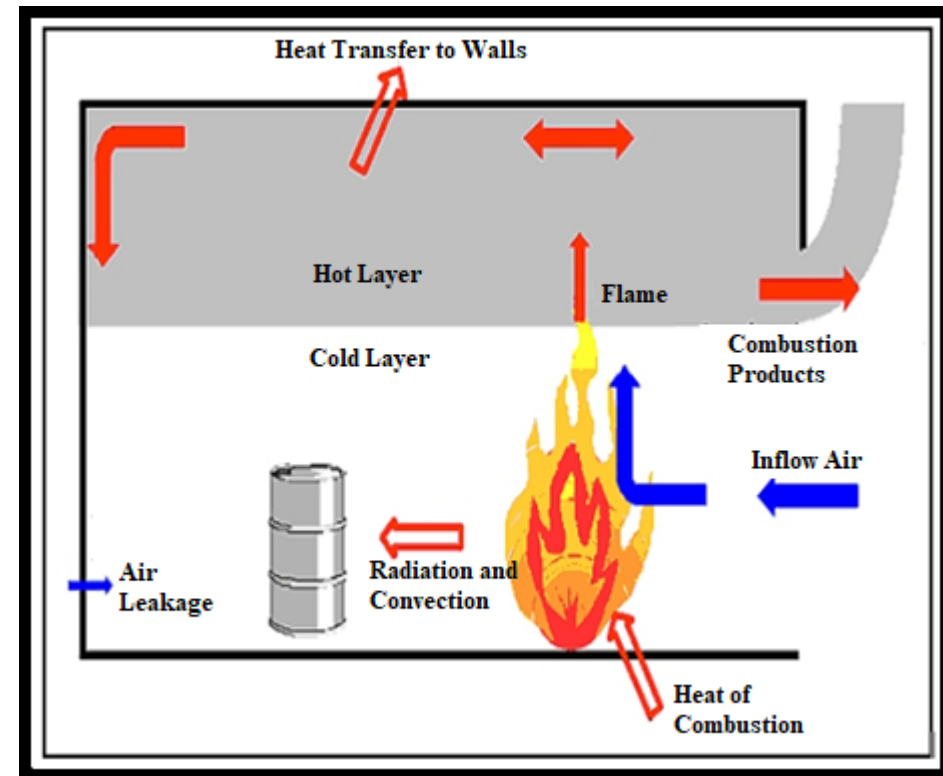 Heat Transfer to Walls
Hot Layer
Flame
Cold Layer
Combustion
Products
Inflow Air
Air
Leakage
Radiation and
Convection
Heat of
Combustion